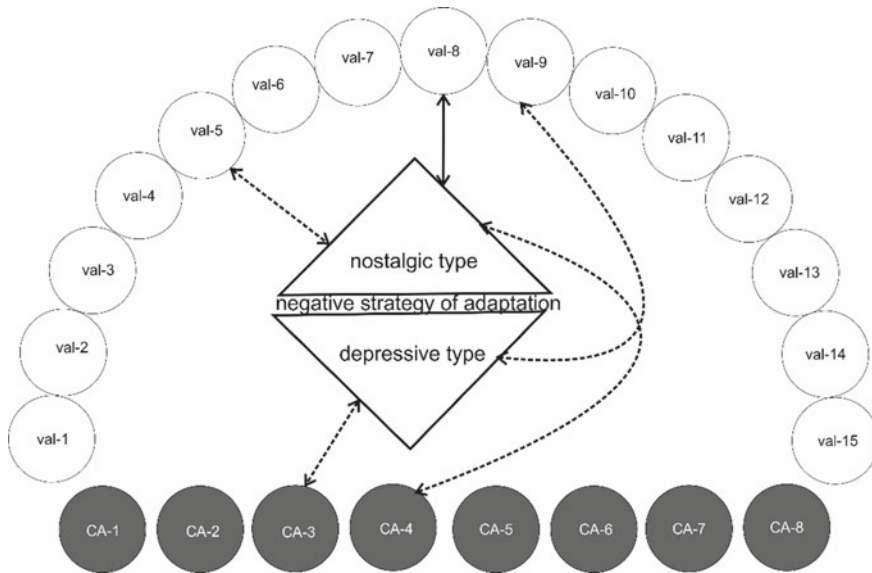 val-1
val-2
val-3
val-4
val-5
val-6
val-7
val-8
val-9
val-10
val-11
val-12
val-13
val-14
val-15
nostalgic type
negative strategy of adaptation
depressive type
CA-1
CA-2
CA-3
CA-4
CA-5
CA-6
CA-7
CA-8